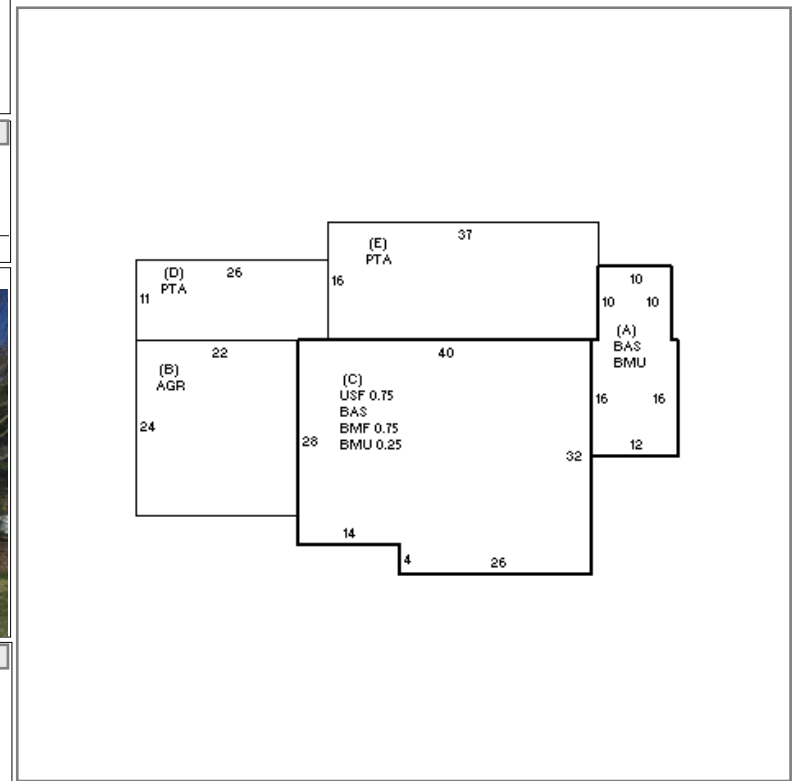 37
(E)
PTA
16
(D)
PTA
26
11
10
10 10
(A)
BAS
BMU
16 16
12
22
(B)
AGR
24
40
(C)
USF 0.75
BAS
BMF 0.75
BMU 0.25
28
32
14
4
26